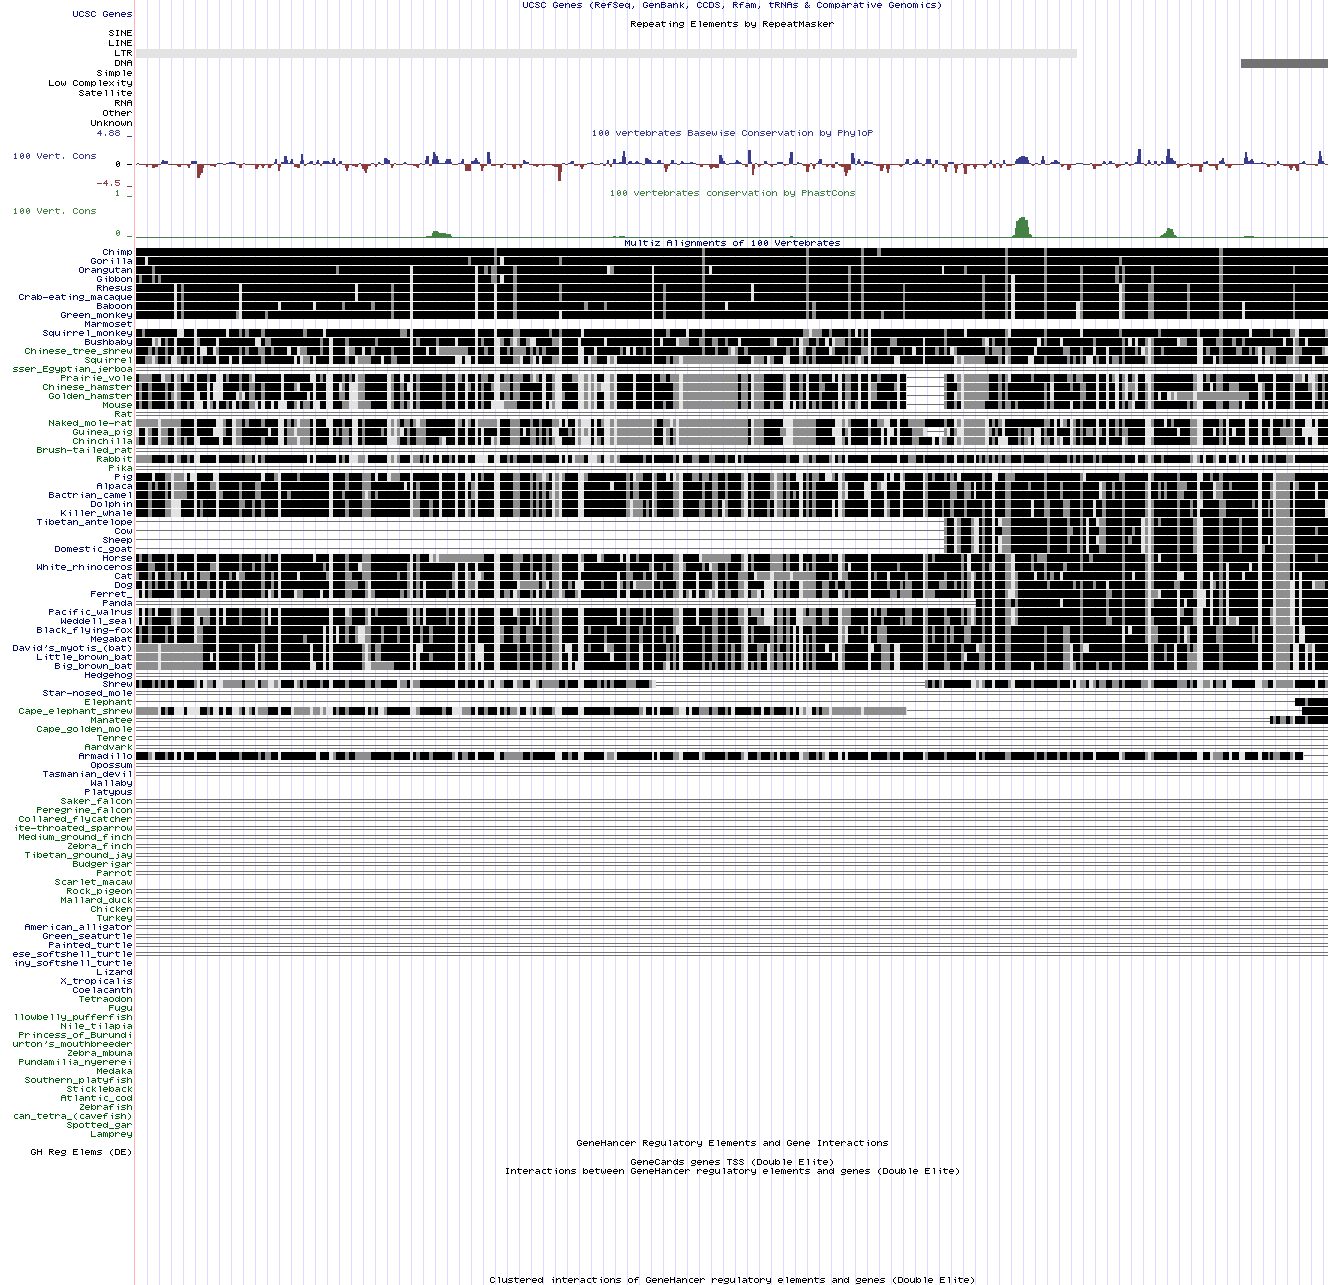 UCSC Genes (RefSeq, GenBank, CCDS, Rfam, tRNAs & Comparative Genomics)
UCSC Genes
Repeating Elements by RepeatMasker
SINE
LINE
LTR
DNA
Simple
Low Complexity
Satellite
RNA
Other
Unknown
4.88 _
100 vertebrates Basewise Conservation by PhyloP
100 Vert. Cons
0 –
-4.5 _
100 vertebrates conservation by PhastCons
1 _
100 Vert. Cons
0 _
Multiz Alignments of 100 Vertebrates
Chimp
Gorilla
Orangutan
Gibbon
Rhesus
Crab-eating_macaque
Baboon
Green_monkey
Marmoset
Squirrel_monkey
Bushbaby
Chinese_tree_shrew
Squirrel
sser_Egyptian_jerboa
Prairie_vole
Chinese_hamster
Golden_hamster
Mouse
Rat
Naked_mole-rat
Guinea_pig
Chinchilla
Brush-tailed_rat
Rabbit
Pika
Pig
Alpaca
Bactrian_camel
Dolphin
Killer_whale
Tibetan_antelope
Cow
Sheep
Domestic_goat
Horse
White_rhinoceros
Cat
Dog
Ferret_
Panda
Pacific_walrus
Weddell_seal
Black_flying-fox
Megabat
David's_myotis_(bat)
Little_brown_bat
Big_brown_bat
Hedgehog
Shrew
Star-nosed_mole
Elephant
Cape_elephant_shrew
Manatee
Cape_golden_mole
Tenrec
Aardvark
Armadillo
Opossum
Tasmanian_devil
Wallaby
Platypus
Saker_falcon
Peregrine_falcon
Collared_flycatcher
ite-throated_sparrow
Medium_ground_finch
Zebra_finch
Tibetan_ground_jay
Budgerigar
Parrot
Scarlet_macaw
Rock_pigeon
Mallard_duck
Chicken
Turkey
American_alligator
Green_seaturtle
Painted_turtle
ese_softshell_turtle
iny_softshell_turtle
Lizard
X_tropicalis
Coelacanth
Tetraodon
Fugu
llowbelly_pufferfish
Nile_tilapia
Princess_of_Burundi
urton's_mouthbreeder
Zebra_mbuna
Pundamilia_nyererei
Medaka
Southern_platyfish
Stickleback
Atlantic_cod
Zebrafish
can_tetra_(cavefish)
Spotted_gar
Lamprey
GeneHancer Regulatory Elements and Gene Interactions
GH Reg Elems (DE)
GeneCards genes TSS (Double Elite)
Interactions between GeneHancer regulatory elements and genes (Double Elite)
Clustered interactions of GeneHancer regulatory elements and genes (Double Elite)